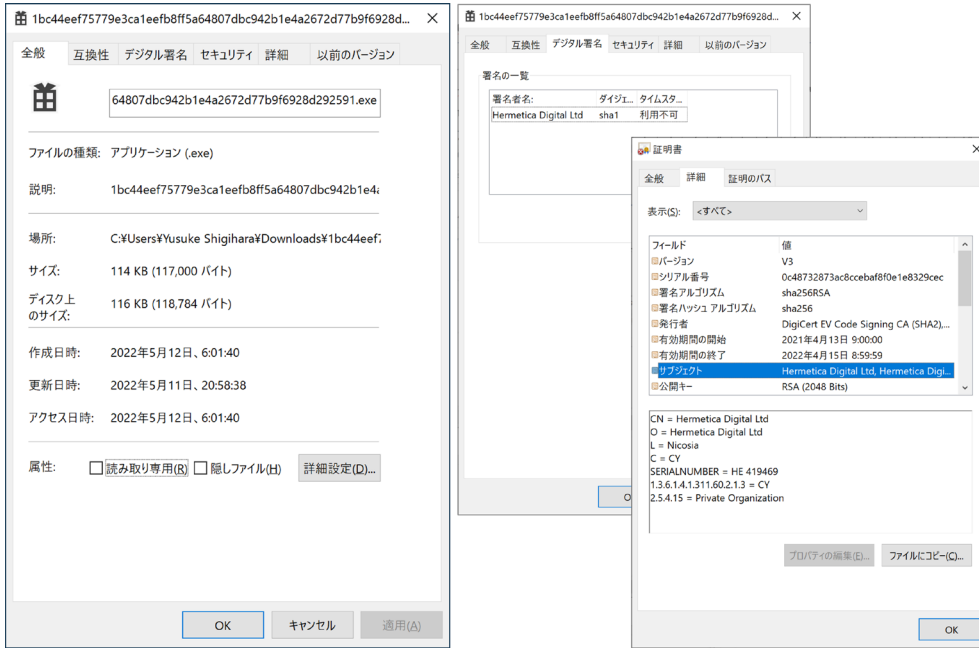 1bc44eef75779e3ca1eefb8ff5a64807dbc942b1e4a2672d77b9f6928d...
全般 互換性 デジタル署名 セキュリティ 詳細 以前のバージョン
64807dbc942b1e4a2672d77b9f6928d292591.exe
ファイルの種類: アプリケーション (.exe)
説明: 1bc44eef75779e3ca1eefb8ff5a64807dbc942b1e4a
場所: C:¥Users¥Yusuke Shigihara¥Downloads¥1bc44eef7
サイズ: 114 KB (117,000 バイト)
ディスク上
のサイズ: 116 KB (118,784 バイト)
作成日時: 2022年5月12日、6:01:40
更新日時: 2022年5月11日、20:58:38
アクセス日時: 2022年5月12日、6:01:40
属性: 読み取り専用(R) 隠しファイル(H) 詳細設定(D)...
OK キャンセル 適用(A)
1bc44eef75779e3ca1eefb8ff5a64807dbc942b1e4a2672d77b9f6928d...
全般 互換性 デジタル署名 セキュリティ 詳細 以前のバージョン
署名の一覧
署名者名: ダイジェ... タイムスタ...
Hermetica Digital Ltd sha1 利用不可
証明書
全般 詳細 証明のパス
表示(S): <すべて>
フィールド 値
バージョン V3
シリアル番号 0c48732873ac8ccebaf8f0e1e8329cec
署名アルゴリズム sha256RSA
署名ハッシュ アルゴリズム sha256
発行者 DigiCert EV Code Signing CA (SHA2),...
有効期間の開始 2021年4月13日 9:00:00
有効期間の終了 2022年4月15日 8:59:59
サブジェクト Hermetica Digital Ltd, Hermetica Digi...
公開キー RSA (2048 Bits)
CN = Hermetica Digital Ltd
O = Hermetica Digital Ltd
L = Nicosia
C = CY
SERIALNUMBER = HE 419469
1.3.6.1.4.1.311.60.2.1.3 = CY
2.5.4.15 = Private Organization
プロパティの編集(E)... ファイルにコピー(C)...
OK